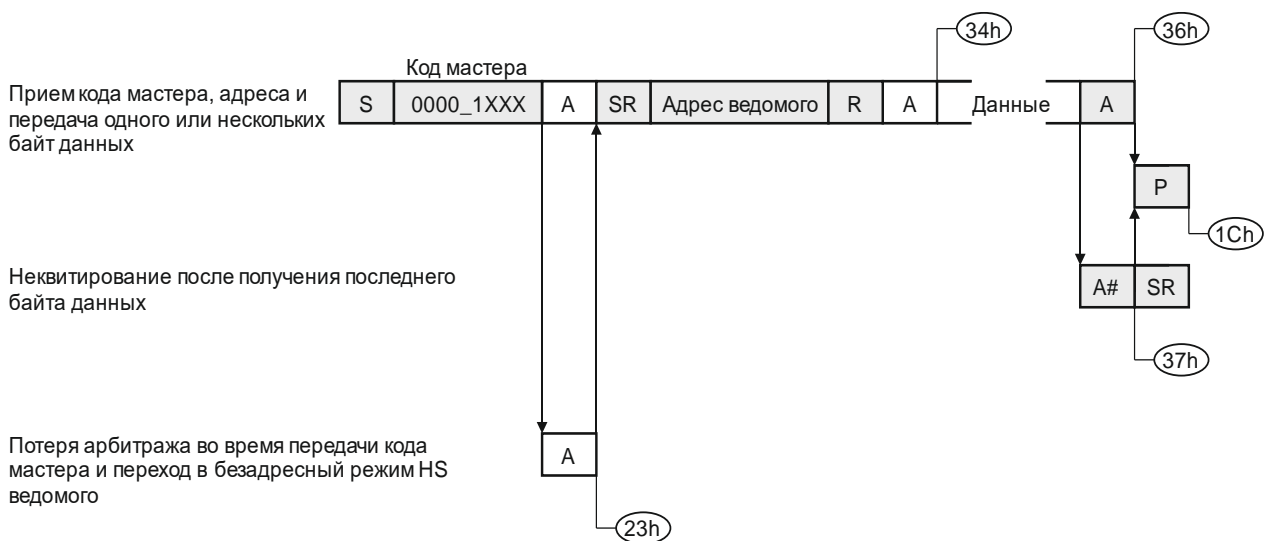 34h
36h
Код мастера
Прием кода мастера, адреса и
передача одного или нескольких
байт данных
S 0000_1XXX A SR Адрес ведомого R A Данные A
P
1Ch
Неквитирование после получения последнего
байта данных
A# SR
37h
Потеря арбитража во время передачи кода
мастера и переход в безадресный режим HS
ведомого
A
23h